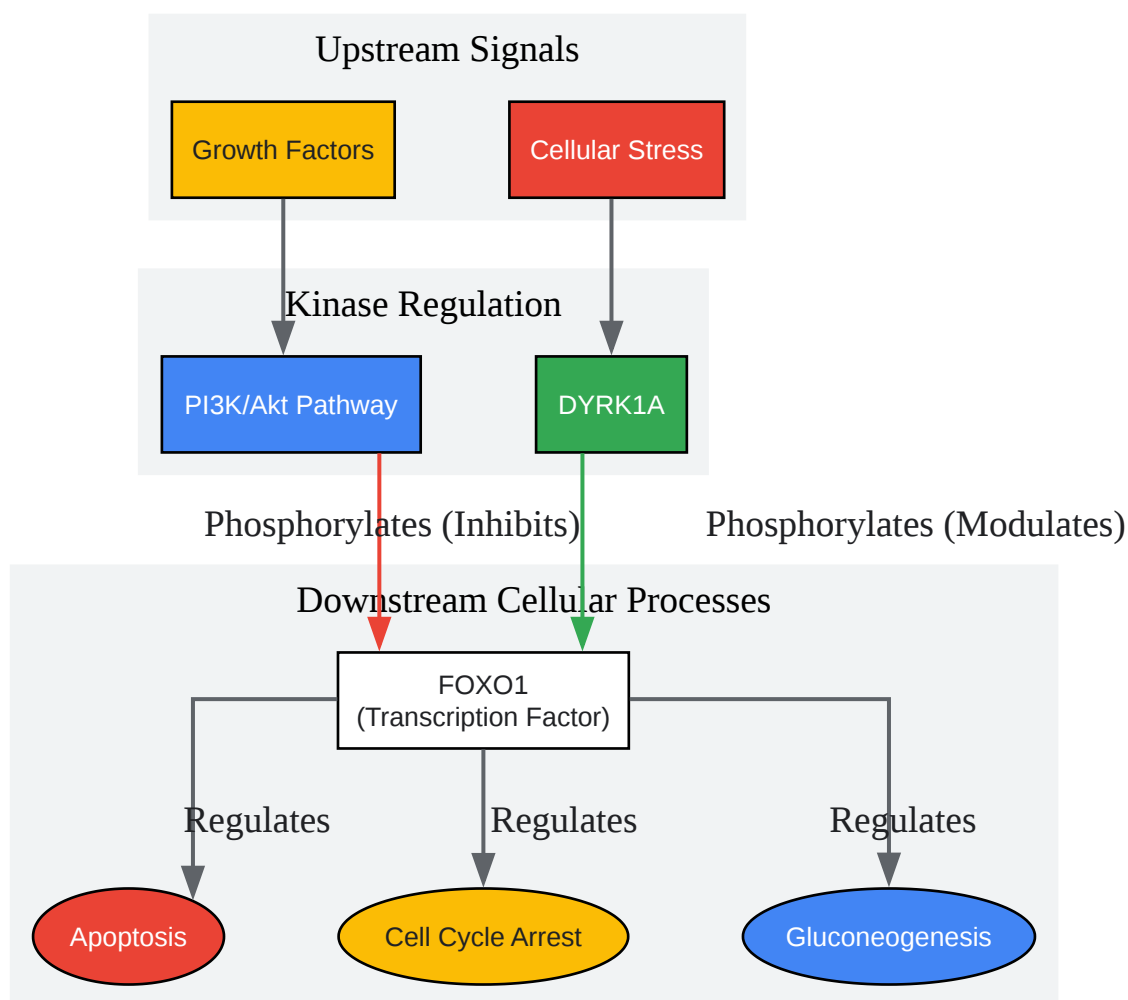 Upstream Signals
Growth Factors
Cellular Stress
Kinase Regulation
PI3K/Akt Pathway
DYRK1A
Phosphorylates (Inhibits)
Phosphorylates (Modulates)
Downstream Cellular Processes
FOXO1
(Transcription Factor)
Regulates
Regulates
Regulates
Apoptosis
Cell Cycle Arrest
Gluconeogenesis